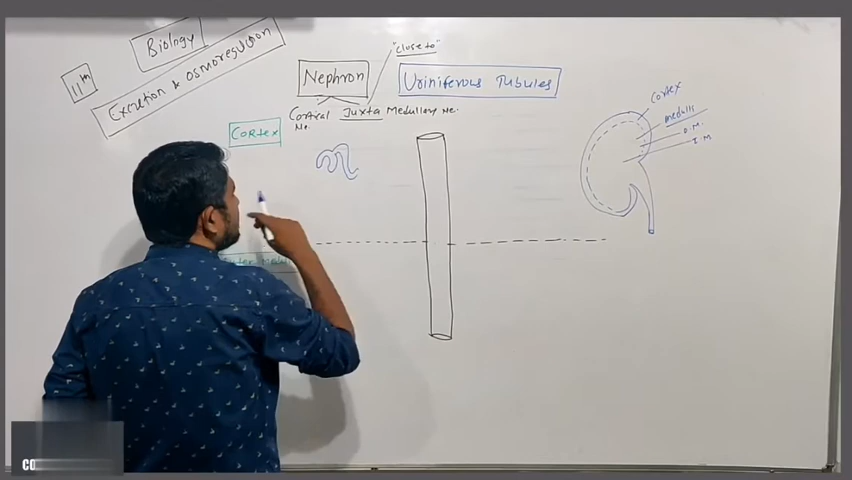 Biology
11th
Excretion & Osmoregulation
"close to"
Nephron
Uriniferous Tubules
Cortical Juxta Medullary Ne.
Ne.
Cortex
Cortex
medulla
O.M.
I.M